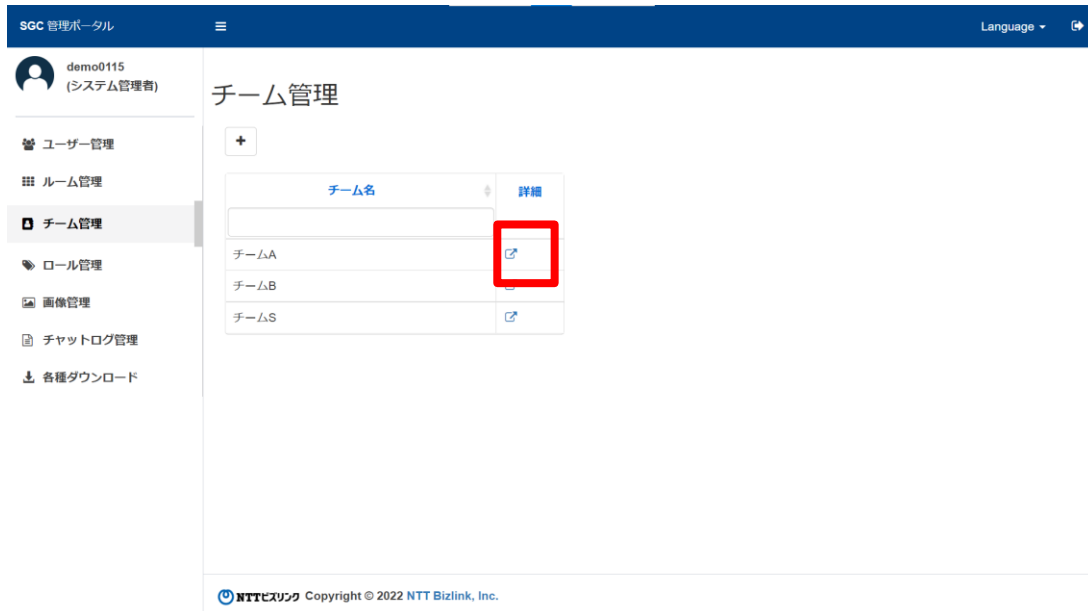 SGC 管理ポータル
Language
demo0115
(システム管理者)
チーム管理
ユーザー管理
ルーム管理
チーム管理
ロール管理
画像管理
チャットログ管理
各種ダウンロード
チーム名 詳細
チームA
チームB
チームS
NTTビズリンク Copyright © 2022 NTT Bizlink, Inc.